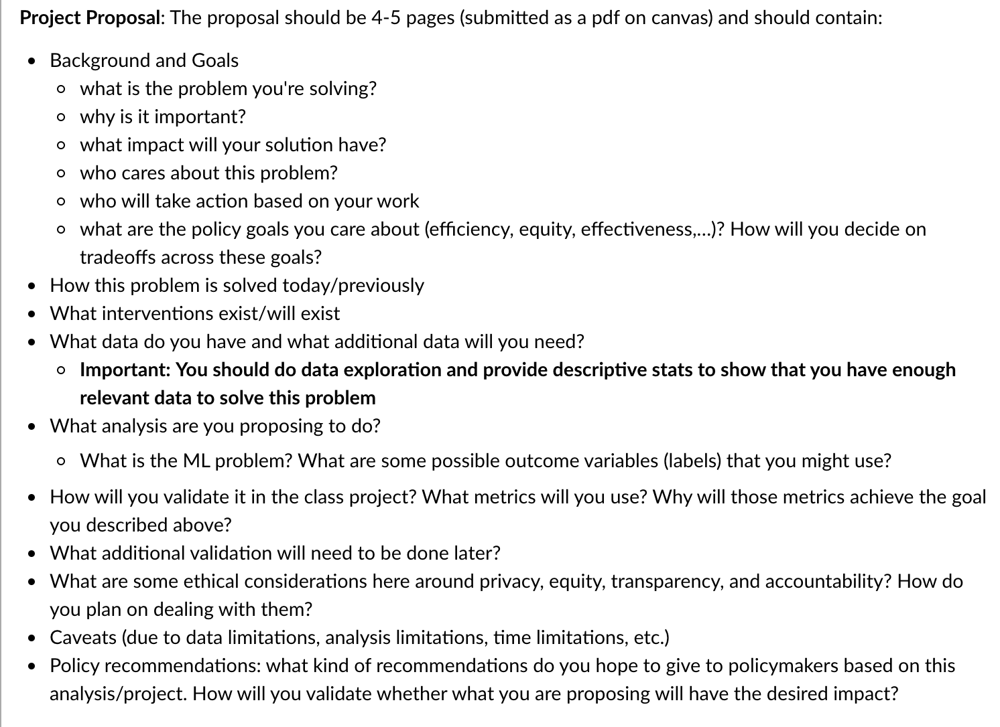 Project Proposal: The proposal should be 4-5 pages (submitted as a pdf on canvas) and should contain:
• Background and Goals
◦ what is the problem you're solving?
◦ why is it important?
◦ what impact will your solution have?
◦ who cares about this problem?
◦ who will take action based on your work
◦ what are the policy goals you care about (efficiency, equity, effectiveness,...)? How will you decide on
tradeoffs across these goals?
• How this problem is solved today/previously
• What interventions exist/will exist
• What data do you have and what additional data will you need?
◦ Important: You should do data exploration and provide descriptive stats to show that you have enough
relevant data to solve this problem
• What analysis are you proposing to do?
◦ What is the ML problem? What are some possible outcome variables (labels) that you might use?
• How will you validate it in the class project? What metrics will you use? Why will those metrics achieve the goal
you described above?
• What additional validation will need to be done later?
• What are some ethical considerations here around privacy, equity, transparency, and accountability? How do
you plan on dealing with them?
• Caveats (due to data limitations, analysis limitations, time limitations, etc.)
• Policy recommendations: what kind of recommendations do you hope to give to policymakers based on this
analysis/project. How will you validate whether what you are proposing will have the desired impact?